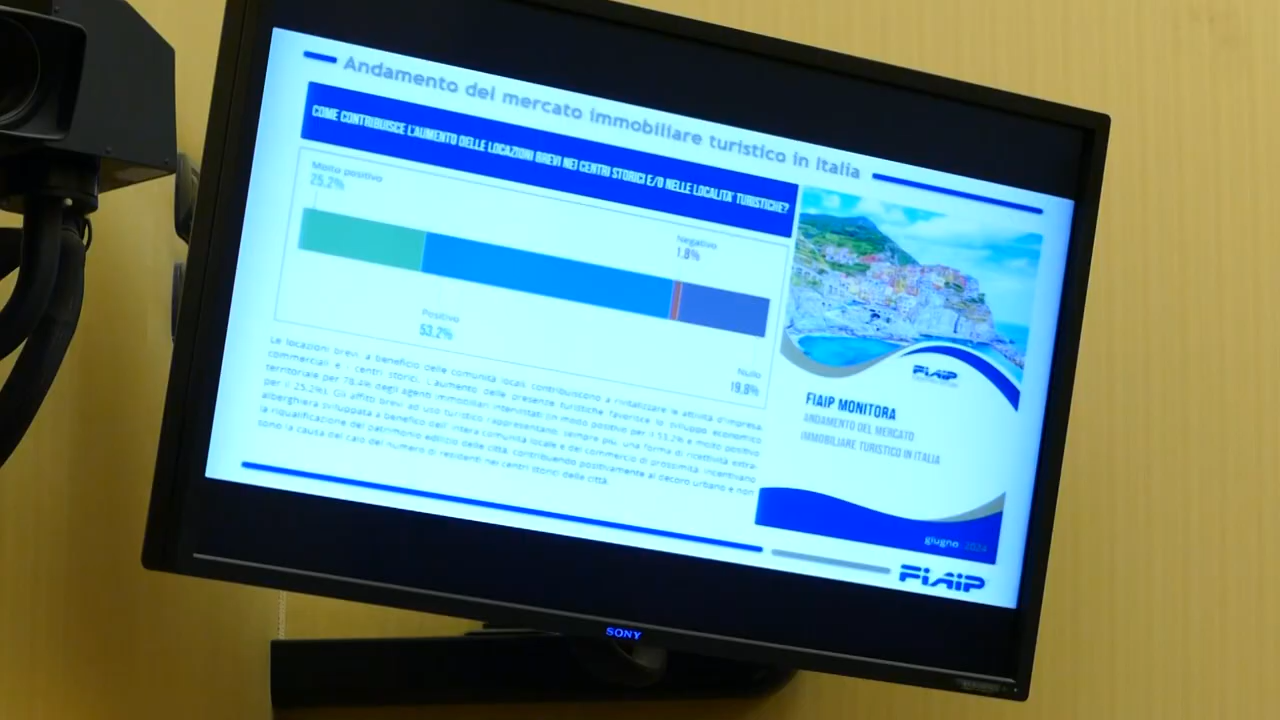 Andamento del mercato immobiliare turistico in Italia
COME CONTRIBUISCE L'AUMENTO DELLE LOCAZIONI BREVI NEI CENTRI STORICI E/O NELLE LOCALITA' TURISTICHE?
Molto positivo
25.2%
Negativo
1.8%
Positivo
53.2%
Nullo
19.8%
Le locazioni brevi, a beneficio delle comunità locali contribuiscono a rivitalizzare le attività d'impresa
commerciali e i centri storici. L'aumento delle presenze turistiche favorisce lo sviluppo economico
territoriale per 78.4% degli agenti immobiliari intervistati (in modo positivo per il 53.2% e molto positivo
per il 25.2%). Gli affitti brevi ad uso turistico rappresentano, sempre più, una forma di ricettività extra-
alberghiera sviluppata a beneficio dell'intera comunità locale e del commercio di prossimità, incentivano
la riqualificazione del patrimonio edilizio delle città, contribuendo positivamente al decoro urbano e non
sono la causa del calo del numero di residenti nei centri storici della città.
FIAIP
FIAIP MONITORA
ANDAMENTO DEL MERCATO
IMMOBILIARE TURISTICO IN ITALIA
giugno 2024
FIAIP
SONY